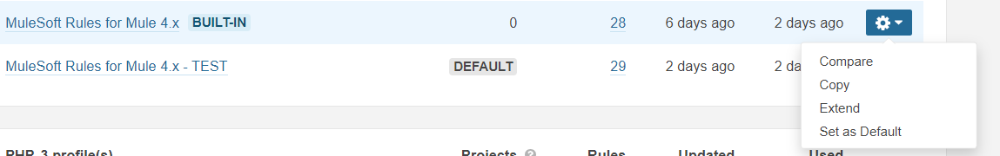 MuleSoft Rules for Mule 4.x BUILT-IN 0 28 6 days ago 2 days ago
MuleSoft Rules for Mule 4.x - TEST DEFAULT 29 2 days ago 2 da
Compare
Copy
Extend
Set as Default
PHP, 3 profile(s) Projects ? Rules Updated Used